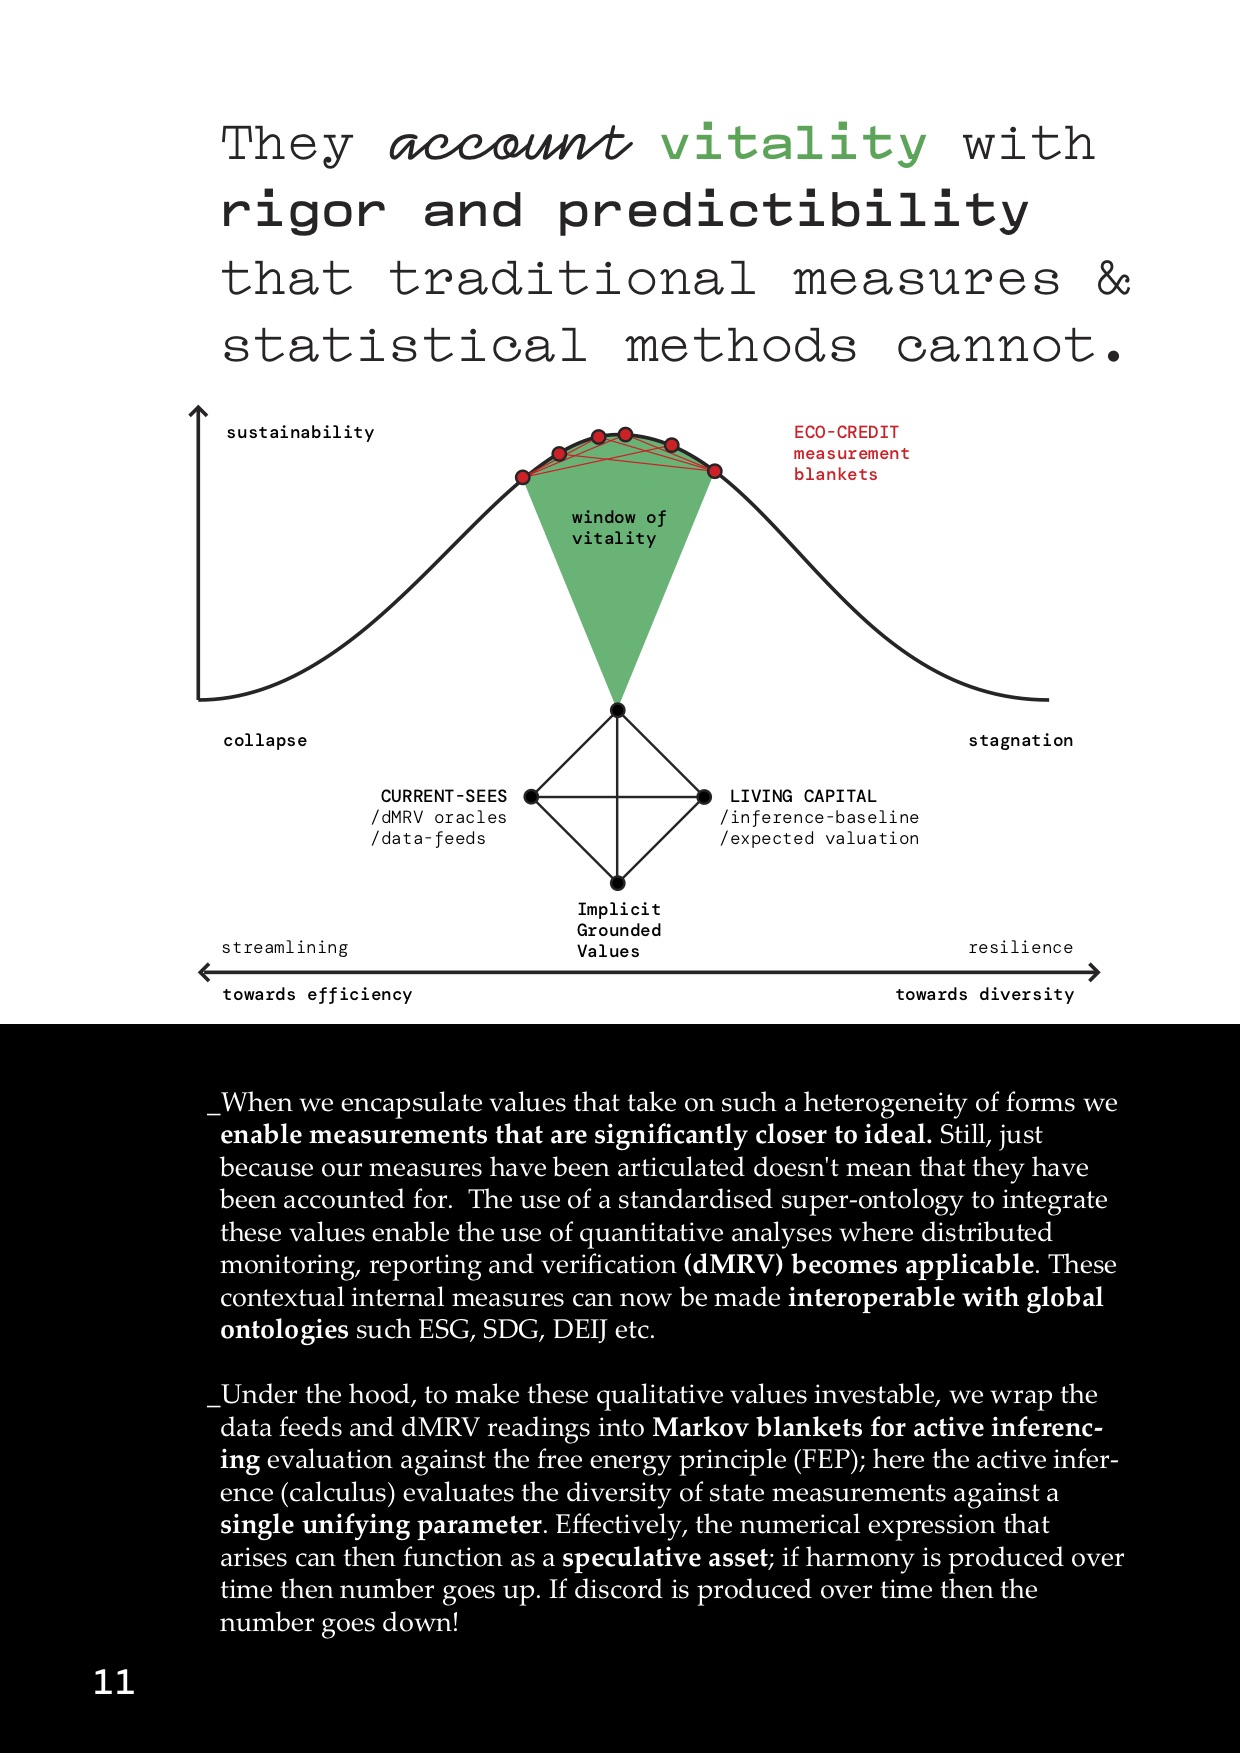 They account vitality with
rigor and predictibility
that traditional measures &
statistical methods cannot.
sustainability
ECO-CREDIT
measurement
blankets
window of
vitality
collapse
stagnation
CURRENT-SEES
/dMRV oracles
/data-feeds
LIVING CAPITAL
/inference-baseline
/expected valuation
Implicit
Grounded
Values
streamlining
resilience
towards efficiency
towards diversity
_When we encapsulate values that take on such a heterogeneity of forms we
enable measurements that are significantly closer to ideal. Still, just
because our measures have been articulated doesn't mean that they have
been accounted for.  The use of a standardised super-ontology to integrate
these values enable the use of quantitative analyses where distributed
monitoring, reporting and verification (dMRV) becomes applicable. These
contextual internal measures can now be made interoperable with global
ontologies such ESG, SDG, DEIJ etc.
_Under the hood, to make these qualitative values investable, we wrap the
data feeds and dMRV readings into Markov blankets for active inferenc-
ing evaluation against the free energy principle (FEP); here the active infer-
ence (calculus) evaluates the diversity of state measurements against a
single unifying parameter. Effectively, the numerical expression that
arises can then function as a speculative asset; if harmony is produced over
time then number goes up. If discord is produced over time then the
number goes down!
11